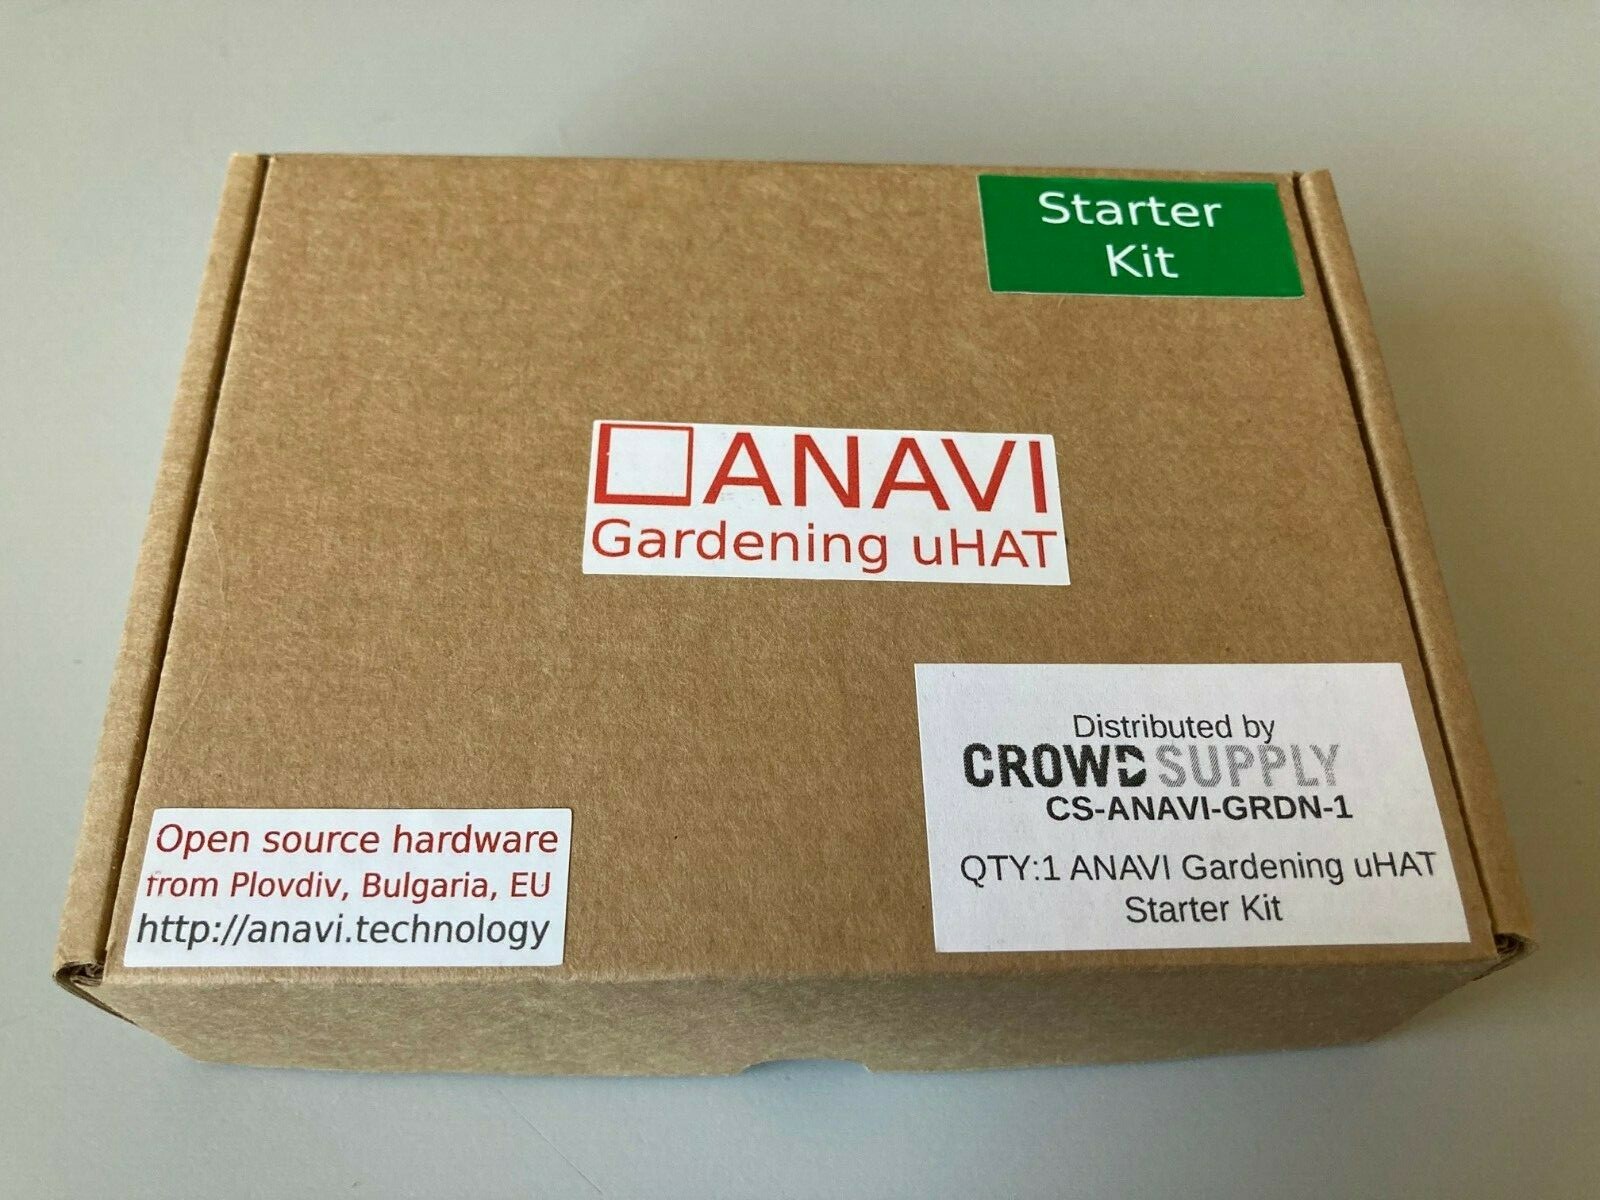 Starter
Kit
ANAVI
Gardening uHAT
Distributed by
CROWD SUPPLY
CS-ANAVI-GRDN-1
QTY:1 ANAVI Gardening uHAT
Starter Kit
Open source hardware
from Plovdiv, Bulgaria, EU
http://anavi.technology